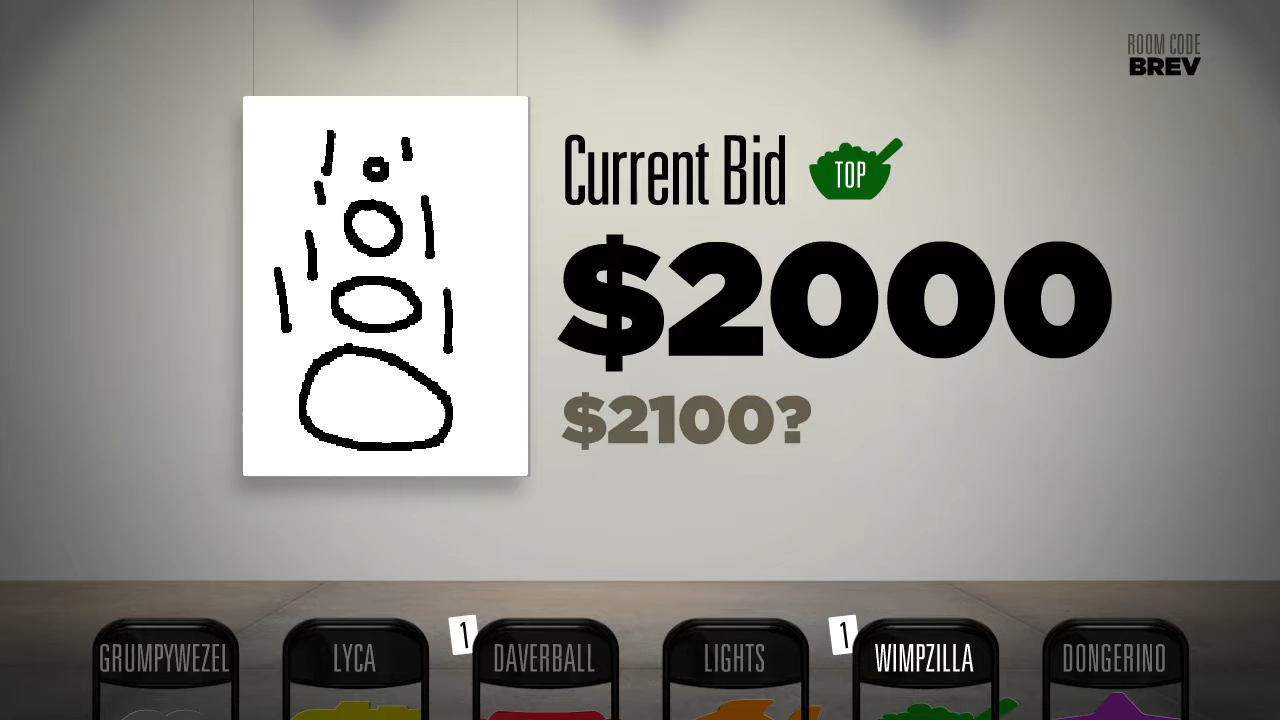 ROOM CODE
BREV
Current Bid
TOP
$2000
$2100?
1
1
GRUMPYWEZEL
LYCA
DAVERBALL
LIGHTS
WIMPZILLA
DONGERINO